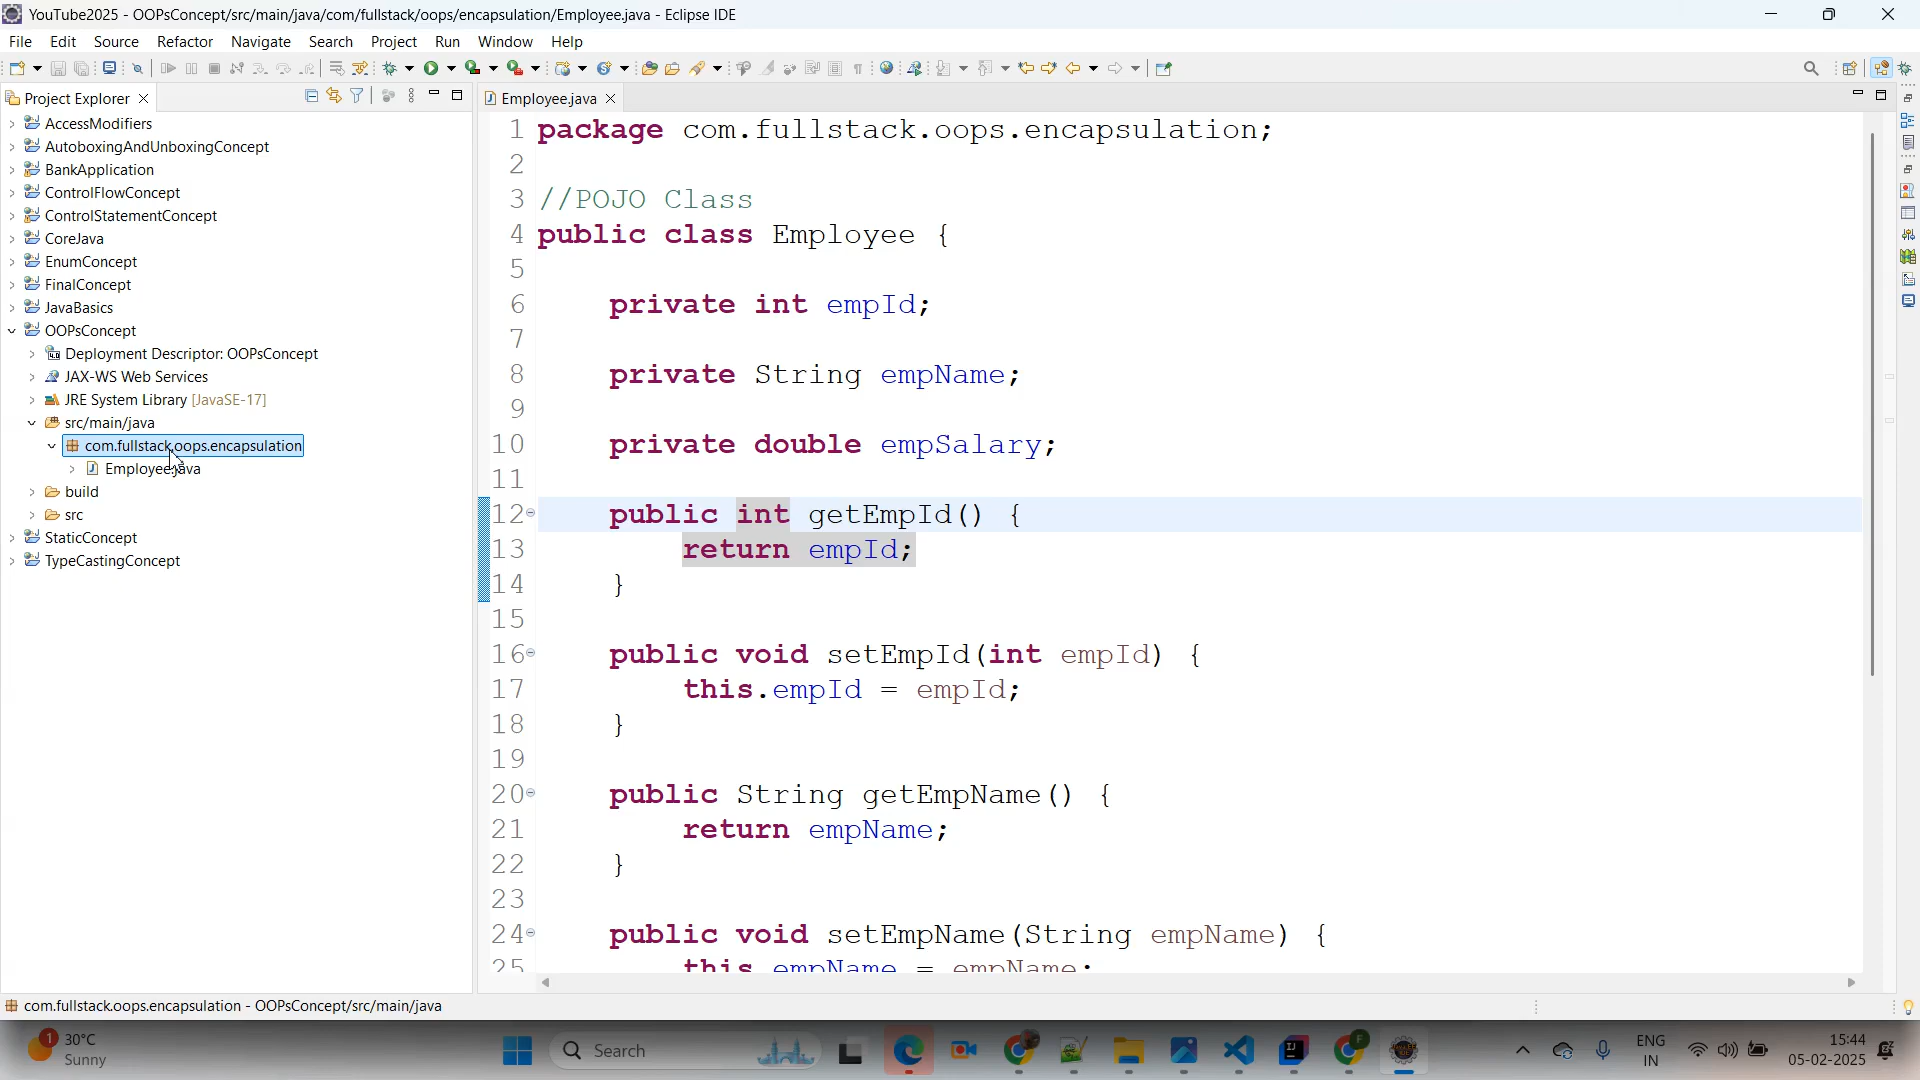 YouTube2025 - OOPsConcept/src/main/java/com/fullstack/oops/encapsulation/Employee.java - Eclipse IDE
File Edit Source Refactor Navigate Search Project Run Window Help
Project Explorer
AccessModifiers
AutoboxingAndUnboxingConcept
BankApplication
ControlFlowConcept
ControlStatementConcept
CoreJava
EnumConcept
FinalConcept
JavaBasics
OOPsConcept
Deployment Descriptor: OOPsConcept
JAX-WS Web Services
JRE System Library [JavaSE-17]
src/main/java
com.fullstack.oops.encapsulation
Employee.java
build
src
StaticConcept
TypeCastingConcept
Employee.java
1 package com.fullstack.oops.encapsulation;
2
3 //POJO Class
4 public class Employee {
5
6 private int empId;
7
8 private String empName;
9
10 private double empSalary;
11
12 public int getEmpId() {
13 return empId;
14 }
15
16 public void setEmpId(int empId) {
17 this.empId = empId;
18 }
19
20 public String getEmpName() {
21 return empName;
22 }
23
24 public void setEmpName(String empName) {
25 this.empName = empName;
com.fullstack.oops.encapsulation - OOPsConcept/src/main/java
1
30°C
Sunny
Search
ENG
IN
15:44
05-02-2025